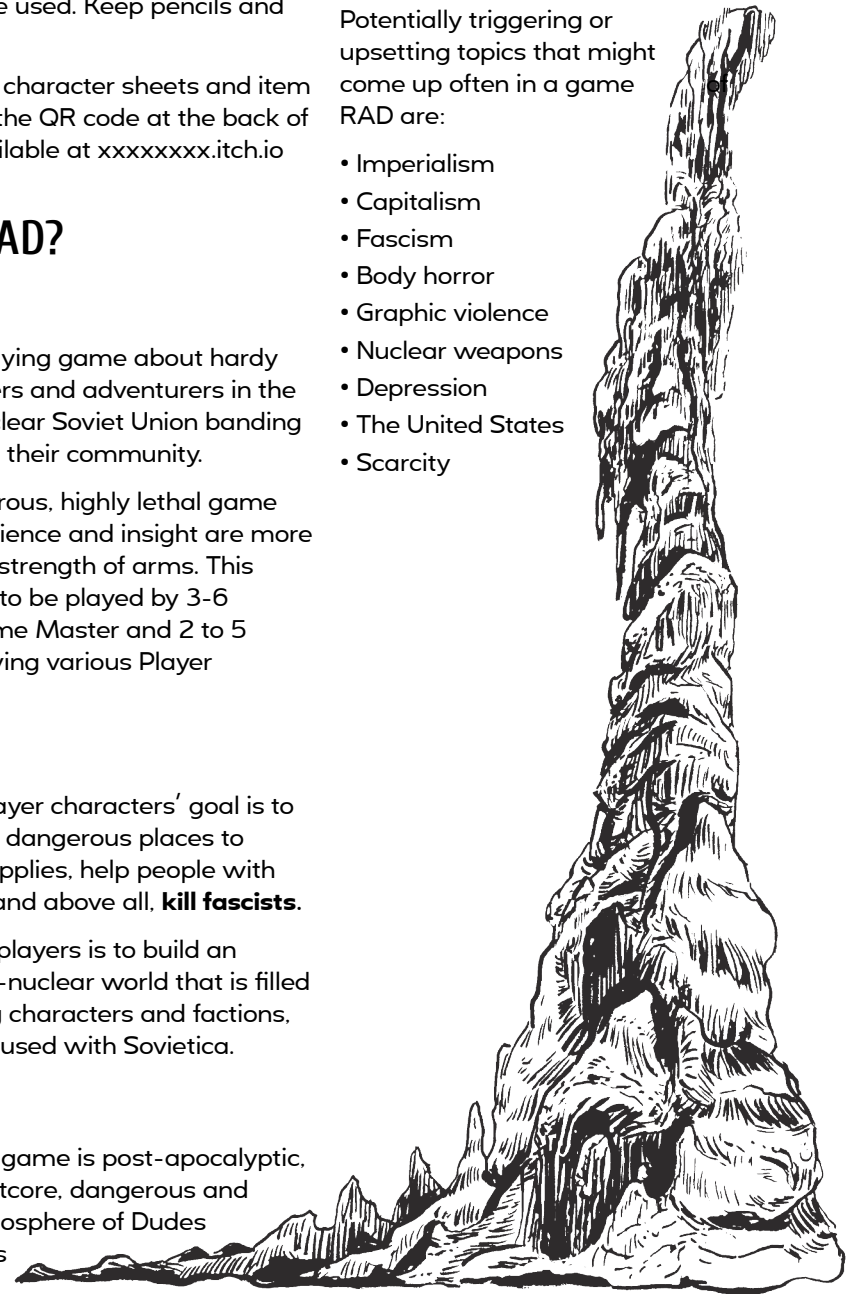 e used. Keep pencils and
character sheets and item
the QR code at the back of
ilable at xxxxxxxx.itch.io
AD?
ying game about hardy
ers and adventurers in the
clear Soviet Union banding
their community.
rous, highly lethal game
ience and insight are more
strength of arms. This
to be played by 3-6
me Master and 2 to 5
ying various Player
ayer characters’ goal is to
dangerous places to
pplies, help people with
and above all, kill fascists.
players is to build an
-nuclear world that is filled
g characters and factions,
used with Sovietica.
game is post-apocalyptic,
tcore, dangerous and
osphere of Dudes
s
Potentially triggering or
upsetting topics that might
come up often in a game of
RAD are:
• Imperialism
• Capitalism
• Fascism
• Body horror
• Graphic violence
• Nuclear weapons
• Depression
• The United States
• Scarcity